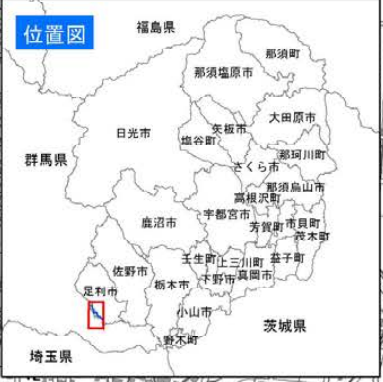 位置図
福島県
那須町
那須塩原市
大田原市
矢板市
塩谷町
日光市
那珂川町
さくら市
群馬県
那須烏山市
高根沢町
宇都宮市
鹿沼市
芳賀町
市貝町
茂木町
壬生町
上三川町
益子町
佐野市
下野市
真岡市
栃木市
足利市
小山市
茨城県
野木町
埼玉県